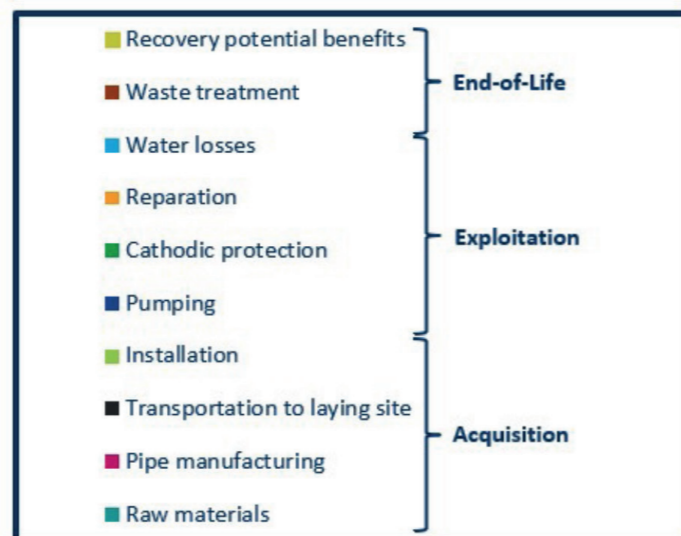 Recovery potential benefits
Waste treatment
End-of-Life
Water losses
Reparation
Cathodic protection
Pumping
Exploitation
Installation
Transportation to laying site
Pipe manufacturing
Raw materials
Acquisition